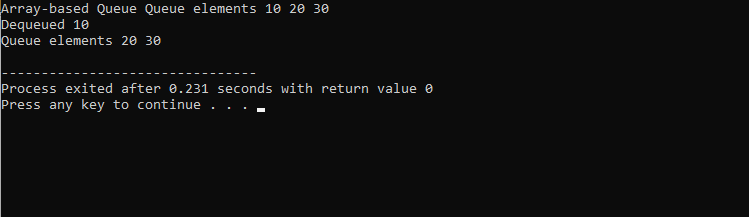 Array-based Queue Queue elements 10 20 30
Dequeued 10
Queue elements 20 30
--------------------------------
Process exited after 0.231 seconds with return value 0
Press any key to continue . . .